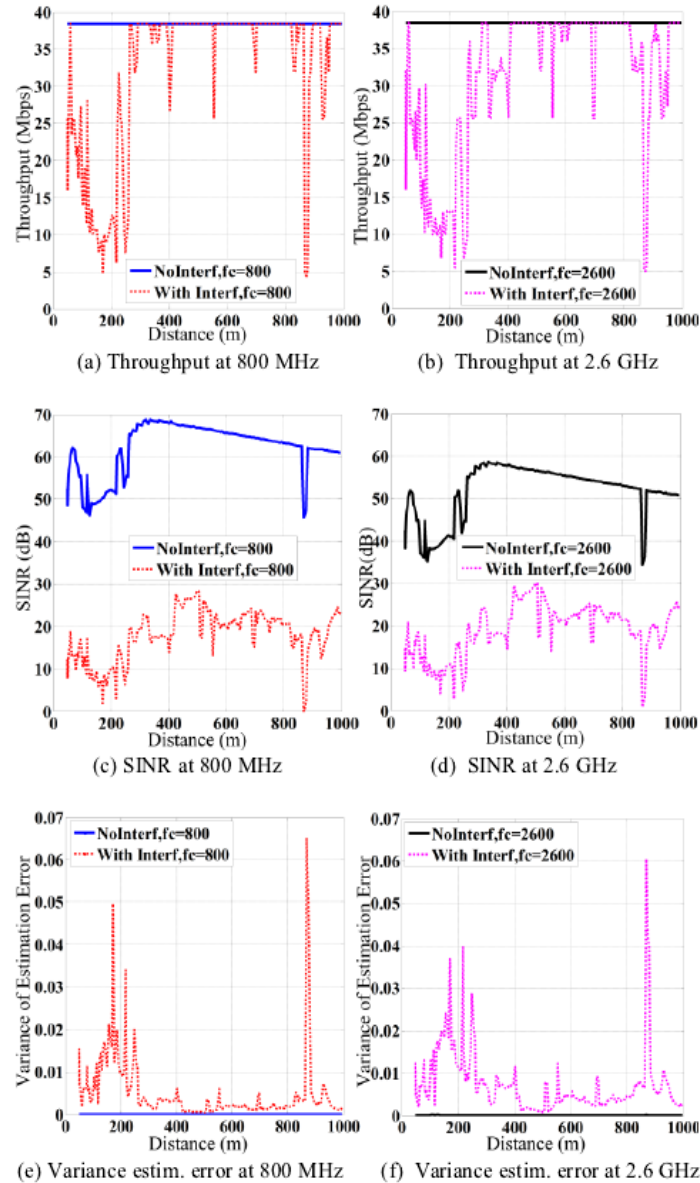 40
35
30
25
20
15
10
5
0
Throughput (Mbps)
NoInterf,fc=800
With Interf,fc=800
0 200 400 600 800 1000
Distance (m)
(a) Throughput at 800 MHz
40
35
30
25
20
15
10
5
0
Throughput (Mbps)
NoInterf,fc=2600
With Interf,fc=2600
0 200 400 600 800 1000
Distance (m)
(b) Throughput at 2.6 GHz
70
60
50
40
30
20
10
0
SINR (dB)
NoInterf,fc=800
With Interf,fc=800
0 200 400 600 800 1000
Distance (m)
(c) SINR at 800 MHz
70
60
50
40
30
20
10
0
SINR(dB)
NoInterf,fc=2600
With Interf,fc=2600
0 200 400 600 800 1000
Distance (m)
(d) SINR at 2.6 GHz
0.07
0.06
0.05
0.04
0.03
0.02
0.01
0
Variance of Estimation Error
NoInterf,fc=800
With Interf,fc=800
0 200 400 600 800 1000
Distance (m)
(e) Variance estim. error at 800 MHz
0.07
0.06
0.05
0.04
0.03
0.02
0.01
0
Variance of Estimation Error
NoInterf,fc=2600
With Interf,fc=2600
0 200 400 600 800 1000
Distance (m)
(f) Variance estim. error at 2.6 GHz